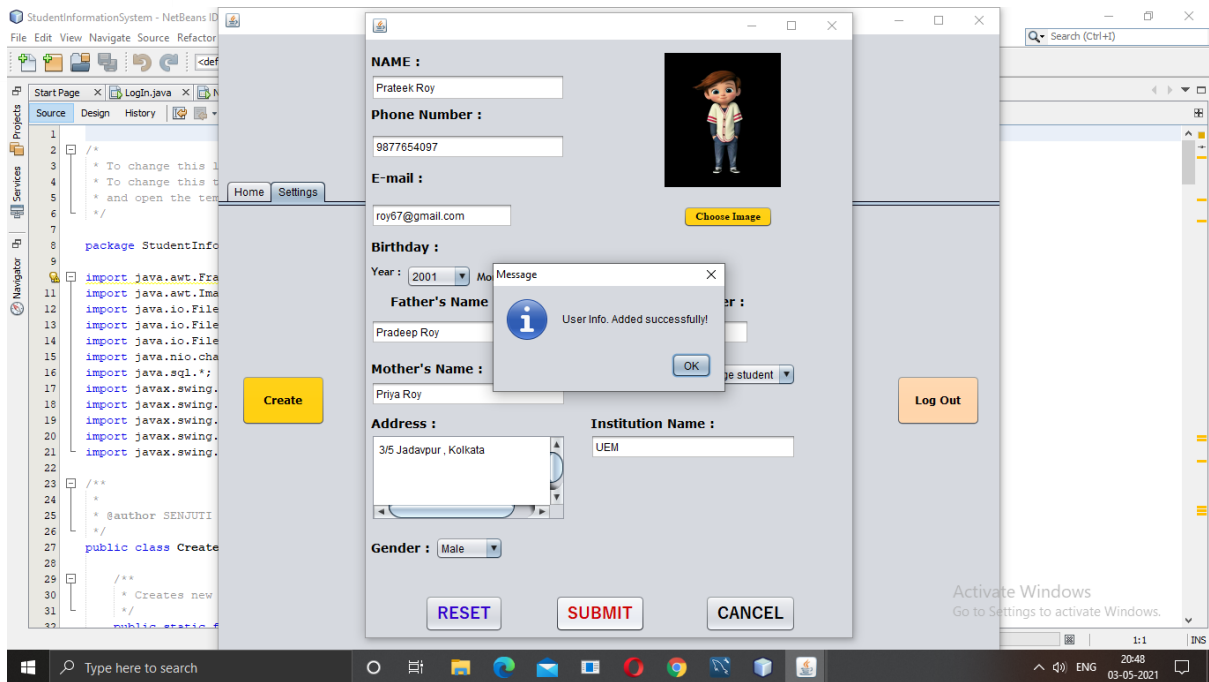 StudentInformationSystem - NetBeans ID
File Edit View Navigate Source Refactor
Search (Ctrl+I)
<def
Start Page LogIn.java N
Source Design History
Projects
Services
Navigator
1
2 /*
3 * To change this l
4 * To change this t
5 * and open the tem
6 */
7
8 package StudentInfo
9
import java.awt.Fra
11 import java.awt.Ima
12 import java.io.File
13 import java.io.File
14 import java.io.File
15 import java.nio.cha
16 import java.sql.*;
17 import javax.swing.
18 import javax.swing.
19 import javax.swing.
20 import javax.swing.
21 import javax.swing.
22
23 /**
24 *
25 * @author SENJUTI
26 */
27 public class Create
28
29 /**
30 * Creates new
31 */
32 public static f
Home Settings
Create
Log Out
NAME :
Prateek Roy
Phone Number :
9877654097
E-mail :
roy67@gmail.com
Choose Image
Birthday :
Year : 2001 Mo
Father's Name
er :
Pradeep Roy
Mother's Name :
ge student
Priya Roy
Address :
Institution Name :
3/5 Jadavpur , Kolkata
UEM
Gender : Male
RESET SUBMIT CANCEL
Message
User Info. Added successfully!
OK
Activate Windows
Go to Settings to activate Windows.
1:1 INS
Type here to search
ENG
20:48
03-05-2021